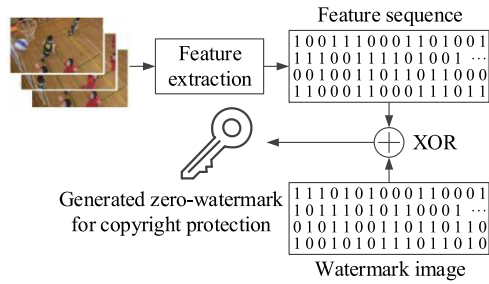 Feature sequence
Feature
extraction
1 0 0 1 1 1 0 0 0 1 1 0 1 0 0 1
1 1 1 0 0 1 1 1 1 0 1 0 0 1 ...
0 0 1 0 0 1 1 0 1 1 0 1 1 0 0 0
1 1 0 0 0 1 1 0 0 0 1 1 1 0 1 1
XOR
Generated zero-watermark
for copyright protection
1 1 1 0 1 0 1 0 0 0 1 1 0 0 0 1
1 0 1 1 1 0 1 0 1 1 0 0 0 1 ...
0 1 0 1 1 0 0 1 1 0 1 0 1 1 1 0
1 0 0 1 0 1 0 1 1 1 0 1 1 0 1 0
Watermark image